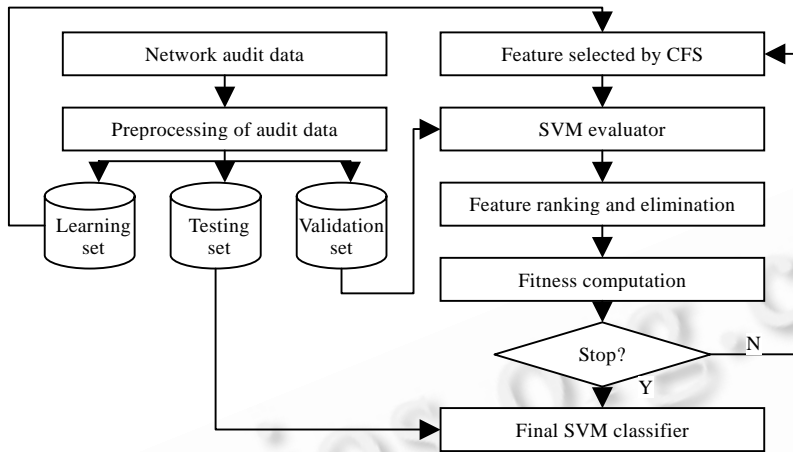 Network audit data
Preprocessing of audit data
Learning
set
Testing
set
Validation
set
Feature selected by CFS
SVM evaluator
Feature ranking and elimination
Fitness computation
Stop?
N
Y
Final SVM classifier